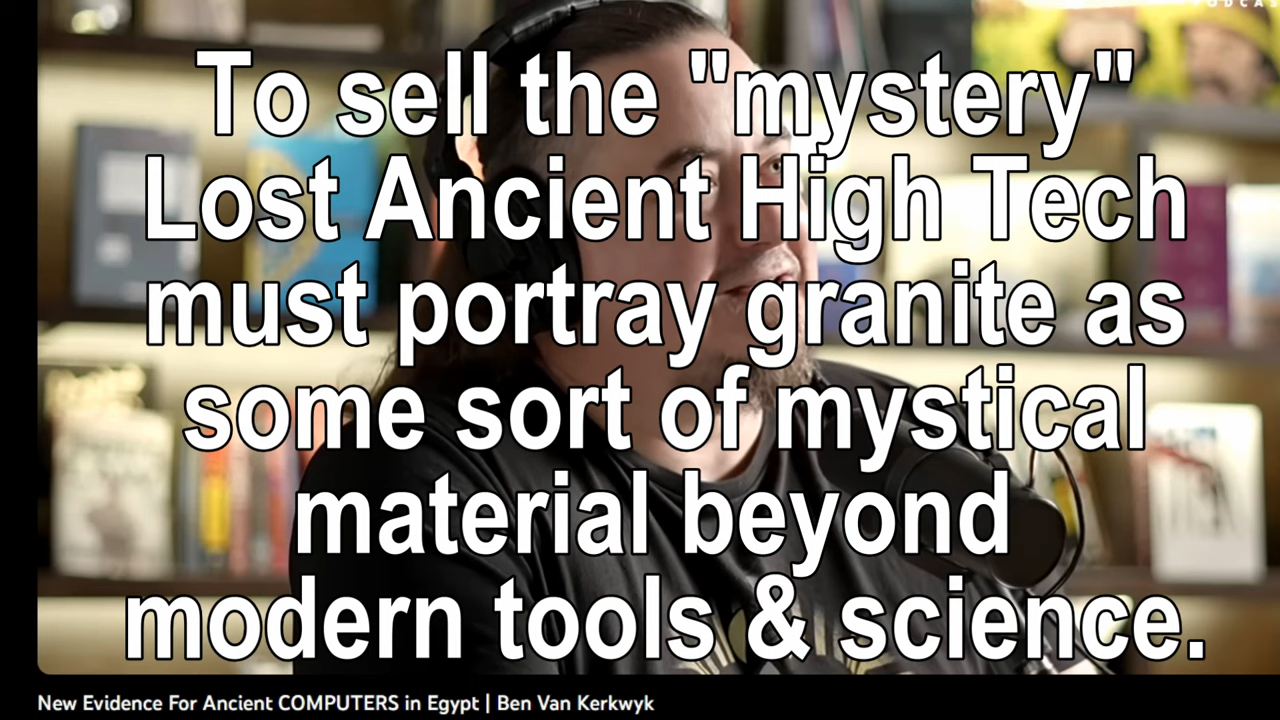 To sell the "mystery"
Lost Ancient High Tech
must portray granite as
some sort of mystical
material beyond
modern tools & science.
New Evidence For Ancient COMPUTERS in Egypt | Ben Van Kerkwyk